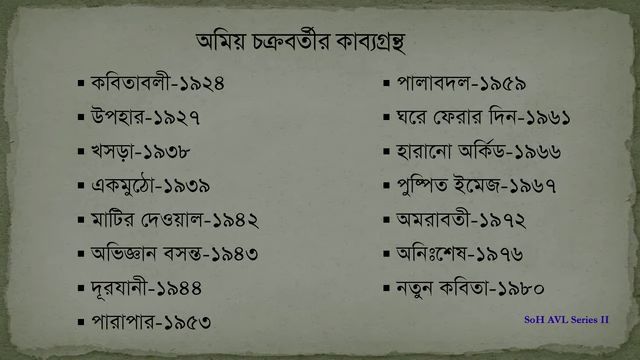 অমিয় চক্রবর্তীর কাব্যগ্রন্থ
▪ কবিতাবলী-১৯২৪
▪ উপহার-১৯২৭
▪ খসড়া-১৯৩৮
▪ একমুঠো-১৯৩৯
▪ মাটির দেওয়াল-১৯৪২
▪ অভিজ্ঞান বসন্ত-১৯৪৩
▪ দূরযানী-১৯৪৪
▪ পারাপার-১৯৫৩
▪ পালাবদল-১৯৫৯
▪ ঘরে ফেরার দিন-১৯৬১
▪ হারানো অর্কিড-১৯৬৬
▪ পুষ্পিত ইমেজ-১৯৬৭
▪ অমরাবতী-১৯৭২
▪ অনিঃশেষ-১৯৭৬
▪ নতুন কবিতা-১৯৮০
SoH AVL Series II